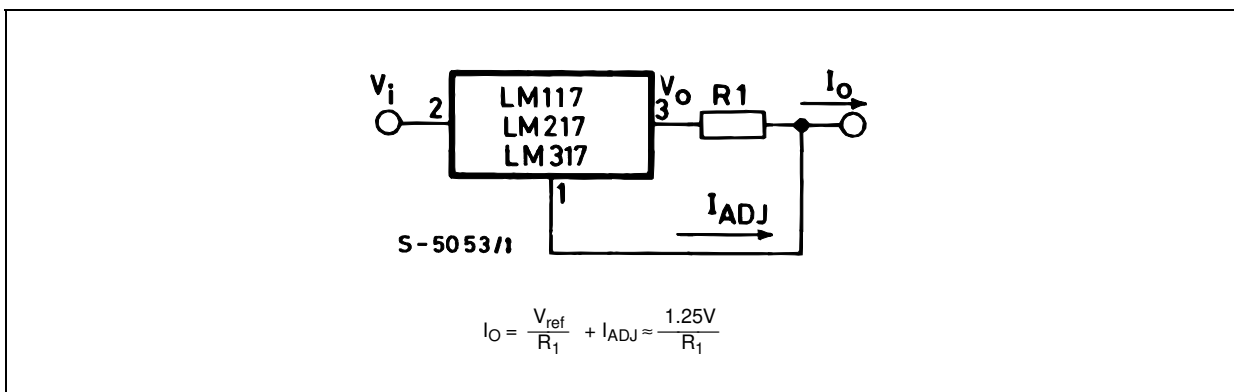 Vi
2
LM117
LM217
LM317
Vo
3
R1
Io
1
IADJ
S-5053/1
IO = Vref / R1 + IADJ ≈ 1.25V / R1